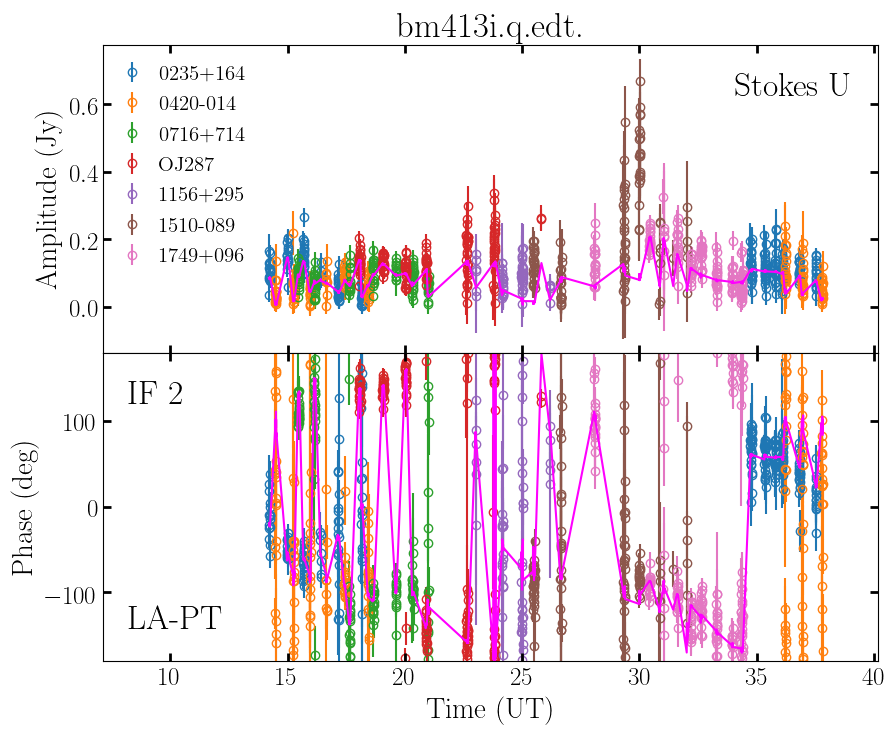 bm413i.q.edt.
Stokes U
0235+164
0420-014
0716+714
OJ287
1156+295
1510-089
1749+096
Amplitude (Jy)
0.6
0.4
0.2
0.0
IF 2
LA-PT
Phase (deg)
100
0
−100
10 15 20 25 30 35 40
Time (UT)